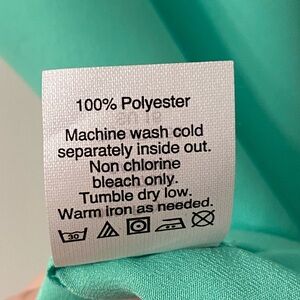 100% Polyester
Machine wash cold
separately inside out.
Non chlorine
bleach only.
Tumble dry low.
Warm iron as needed.
30